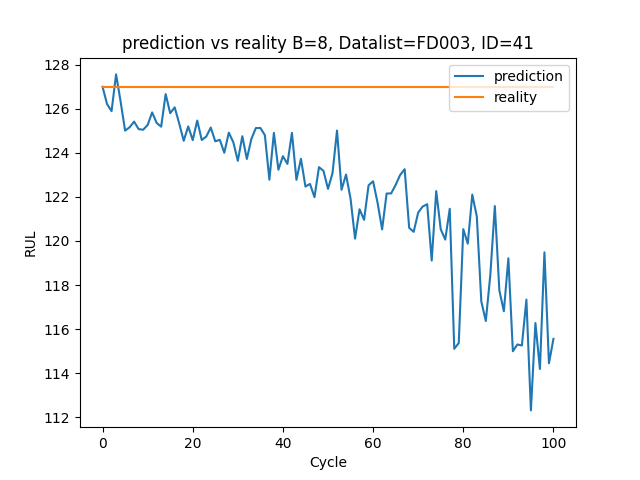 prediction vs reality B=8, Datalist=FD003, ID=41
prediction
reality
128
126
124
122
120
118
116
114
112
RUL
0 20 40 60 80 100
Cycle